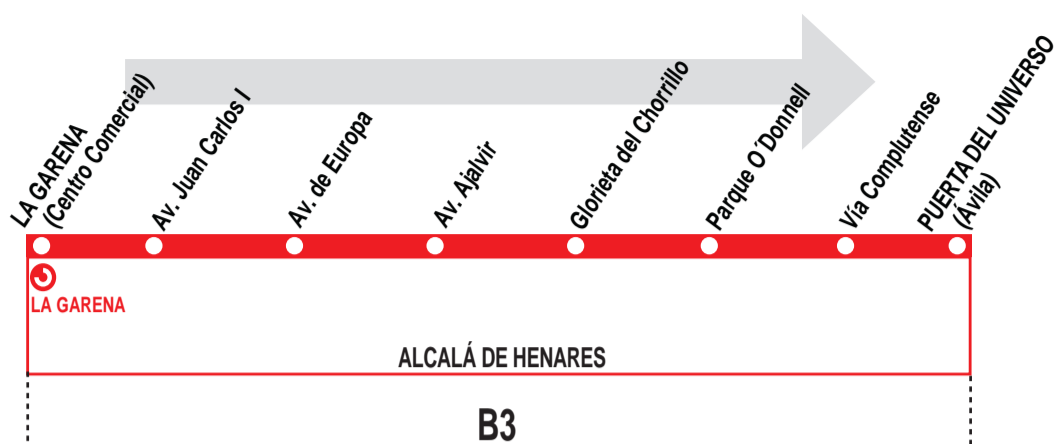 LA GARENA
(Centro Comercial)
Av. Juan Carlos I
Av. de Europa
Av. Ajalvir
Glorieta del Chorrillo
Parque O´Donnell
Vía Complutense
PUERTA DEL UNIVERSO
(Ávila)
LA GARENA
ALCALÁ DE HENARES
B3